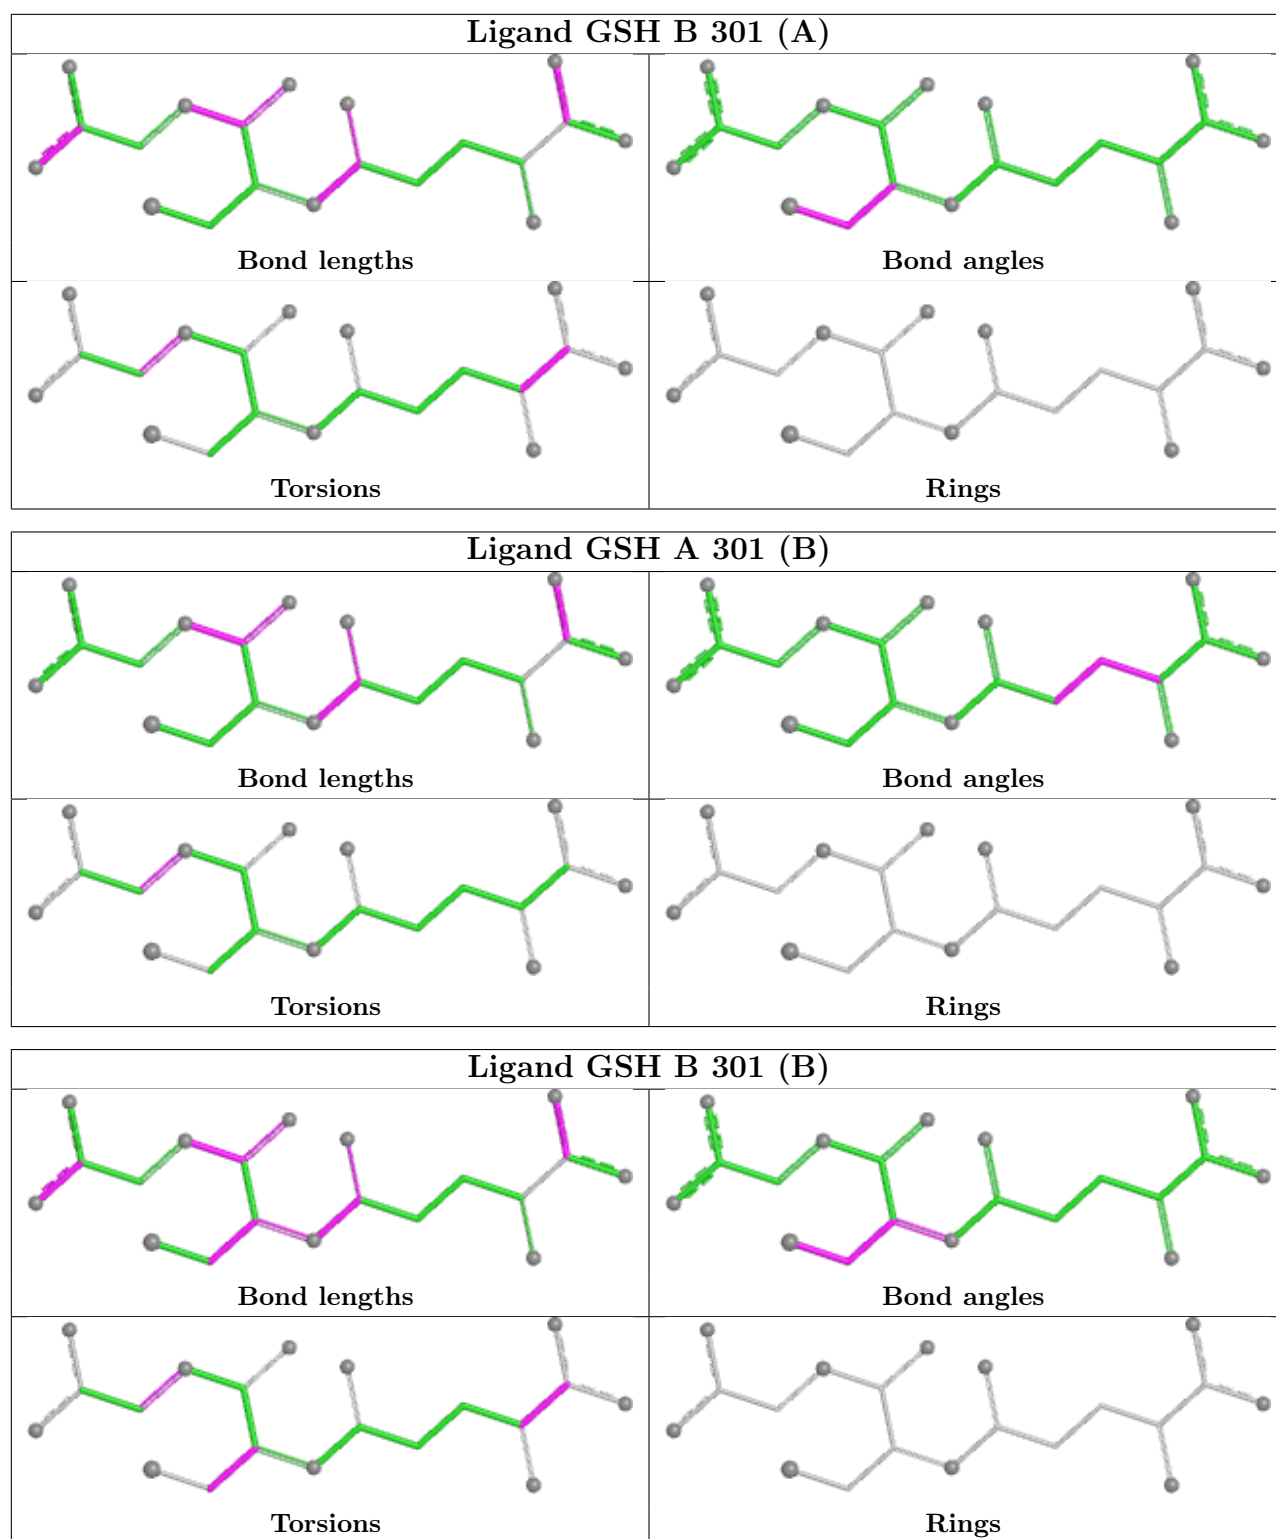 Ligand GSH B 301 (A)
Bond lengths
Bond angles
Torsions
Rings
Ligand GSH A 301 (B)
Bond lengths
Bond angles
Torsions
Rings
Ligand GSH B 301 (B)
Bond lengths
Bond angles
Torsions
Rings